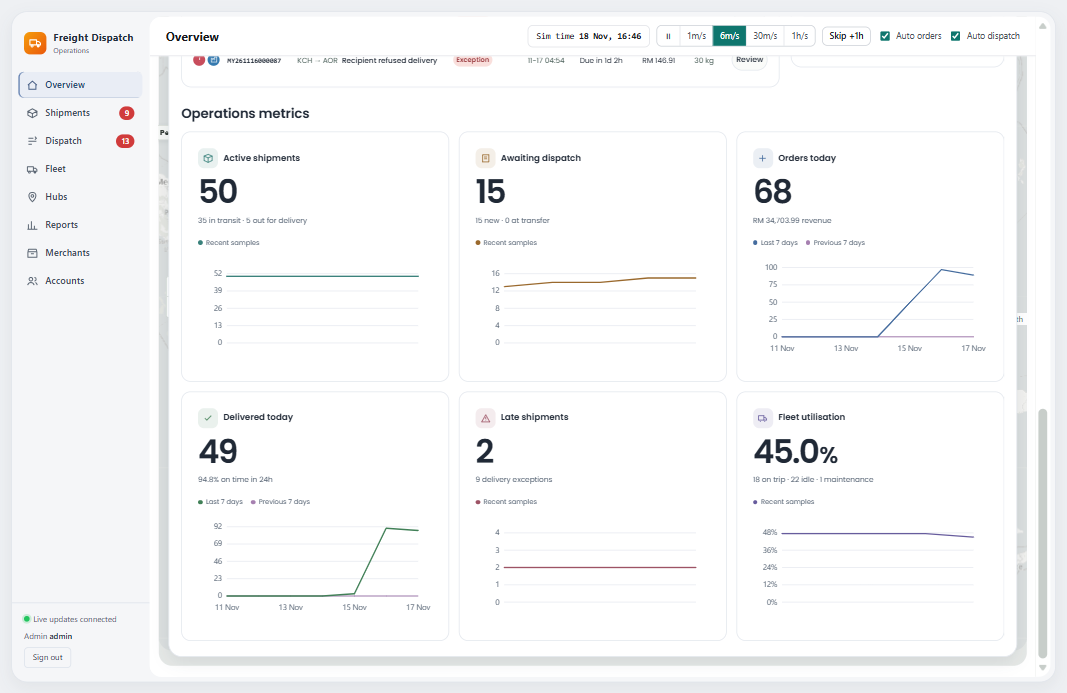 Freight Dispatch
Operations
Overview
Shipments 9
Dispatch 13
Fleet
Hubs
Reports
Merchants
Accounts
Live updates connected
Admin admin
Sign out
Overview
Sim time 18 Nov, 16:46
1m/s 6m/s 30m/s 1h/s
Skip +1h
Auto orders
Auto dispatch
MY261116000087 KCH → AOR Recipient refused delivery Exception 11-17 04:54 Due in 1d 2h RM 146.91 30 kg Review
Operations metrics
Active shipments
50
35 in transit · 5 out for delivery
Recent samples
52
39
26
13
0
Awaiting dispatch
15
15 new · 0 at transfer
Recent samples
16
12
8
4
0
Orders today
68
RM 34,703.99 revenue
Last 7 days Previous 7 days
100
75
50
25
0
11 Nov 13 Nov 15 Nov 17 Nov
Delivered today
49
94.8% on time in 24h
Last 7 days Previous 7 days
92
69
46
23
0
11 Nov 13 Nov 15 Nov 17 Nov
Late shipments
2
9 delivery exceptions
Recent samples
4
3
2
1
0
Fleet utilisation
45.0%
18 on trip · 22 idle · 1 maintenance
Recent samples
48%
36%
24%
12%
0%